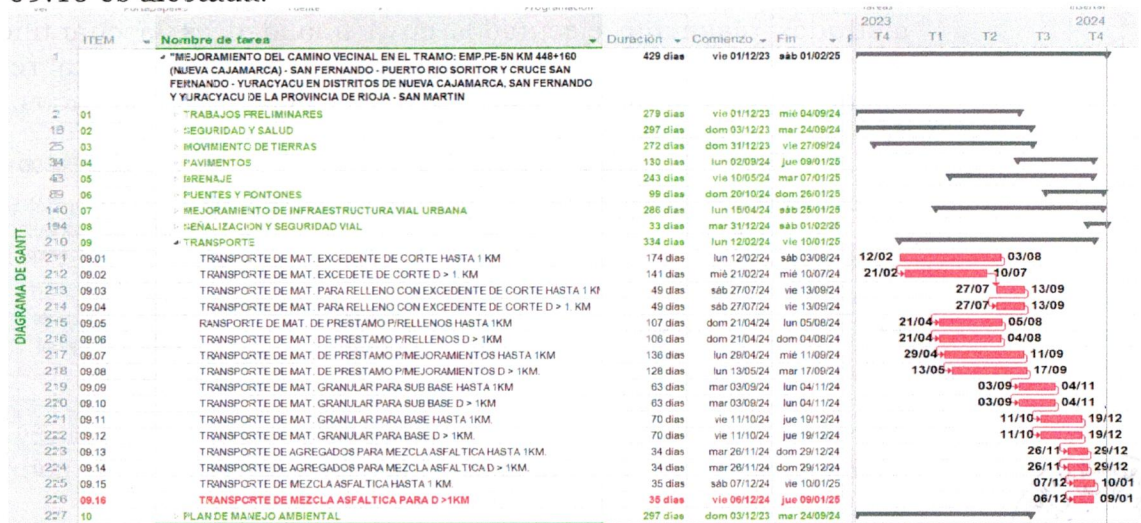 2023 2024
ITEM Nombre de tarea Duración Comienzo Fin T4 T1 T2 T3 T4
1 "MEJORAMIENTO DEL CAMINO VECINAL EN EL TRAMO: EMP.PE-5N KM 448+160 429 dias vie 01/12/23 sáb 01/02/25
(NUEVA CAJAMARCA) - SAN FERNANDO - PUERTO RIO SORITOR Y CRUCE SAN
FERNANDO - YURACYACU EN DISTRITOS DE NUEVA CAJAMARCA, SAN FERNANDO
Y YURACYACU DE LA PROVINCIA DE RIOJA - SAN MARTIN
2 01 TRABAJOS PRELIMINARES 279 dias vie 01/12/23 mié 04/09/24
18 02 SEGURIDAD Y SALUD 297 dias dom 03/12/23 mar 24/09/24
25 03 MOVIMIENTO DE TIERRAS 272 dias dom 31/12/23 vie 27/09/24
34 04 PAVIMENTOS 130 dias lun 02/09/24 jue 09/01/25
43 05 DRENAJE 243 dias vie 10/05/24 mar 07/01/25
89 06 PUENTES Y PONTONES 99 dias dom 20/10/24 dom 26/01/25
140 07 MEJORAMIENTO DE INFRAESTRUCTURA VIAL URBANA 286 dias lun 15/04/24 sáb 25/01/25
194 08 SEÑALIZACION Y SEGURIDAD VIAL 33 dias mar 31/12/24 sáb 01/02/25
210 09 TRANSPORTE 334 dias lun 12/02/24 vie 10/01/25
211 09.01 TRANSPORTE DE MAT. EXCEDENTE DE CORTE HASTA 1 KM 174 dias lun 12/02/24 sáb 03/08/24 12/02 03/08
212 09.02 TRANSPORTE DE MAT. EXCEDETE DE CORTE D > 1. KM 141 dias mié 21/02/24 mié 10/07/24 21/02 10/07
213 09.03 TRANSPORTE DE MAT. PARA RELLENO CON EXCEDENTE DE CORTE HASTA 1 KM 49 dias sáb 27/07/24 vie 13/09/24 27/07 13/09
214 09.04 TRANSPORTE DE MAT. PARA RELLENO CON EXCEDENTE DE CORTE D > 1. KM 49 dias sáb 27/07/24 vie 13/09/24 27/07 13/09
215 09.05 RANSPORTE DE MAT. DE PRESTAMO P/RELLENOS HASTA 1KM 107 dias dom 21/04/24 lun 05/08/24 21/04 05/08
216 09.06 TRANSPORTE DE MAT. DE PRESTAMO P/RELLENOS D > 1KM. 106 dias dom 21/04/24 dom 04/08/24 21/04 04/08
217 09.07 TRANSPORTE DE MAT. DE PRESTAMO P/MEJORAMIENTOS HASTA 1KM 136 dias lun 29/04/24 mié 11/09/24 29/04 11/09
218 09.08 TRANSPORTE DE MAT. DE PRESTAMO P/MEJORAMIENTOS D > 1KM. 128 dias lun 13/05/24 mar 17/09/24 13/05 17/09
219 09.09 TRANSPORTE DE MAT. GRANULAR PARA SUB BASE HASTA 1KM 63 dias mar 03/09/24 lun 04/11/24 03/09 04/11
220 09.10 TRANSPORTE DE MAT. GRANULAR PARA SUB BASE D > 1KM 63 dias mar 03/09/24 lun 04/11/24 03/09 04/11
221 09.11 TRANSPORTE DE MAT. GRANULAR PARA BASE HASTA 1KM 70 dias vie 11/10/24 jue 19/12/24 11/10 19/12
222 09.12 TRANSPORTE DE MAT. GRANULAR PARA BASE D > 1KM. 70 dias vie 11/10/24 jue 19/12/24 11/10 19/12
223 09.13 TRANSPORTE DE AGREGADOS PARA MEZCLA ASFALTICA HASTA 1KM. 34 dias mar 26/11/24 dom 29/12/24 26/11 29/12
224 09.14 TRANSPORTE DE AGREGADOS PARA MEZCLA ASFALTICA D > 1KM. 34 dias mar 26/11/24 dom 29/12/24 26/11 29/12
225 09.15 TRANSPORTE DE MEZCLA ASFALTICA HASTA 1 KM 35 dias sáb 07/12/24 vie 10/01/25 07/12 10/01
226 09.16 TRANSPORTE DE MEZCLA ASFALTICA PARA D >1KM 35 dias vie 06/12/24 jue 09/01/25 06/12 09/01
227 10 PLAN DE MANEJO AMBIENTAL 297 dias dom 03/12/23 mar 24/09/24
DIAGRAMA DE GANTT